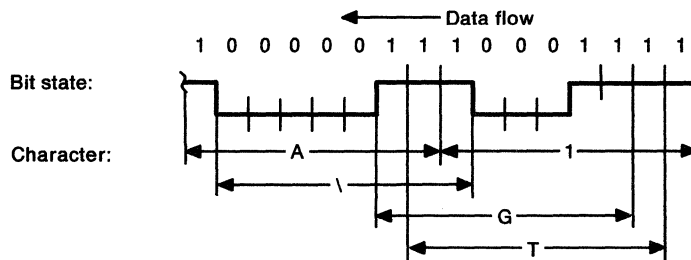 Data flow
1 0 0 0 0 0 1 1 1 0 0 0 1 1 1 1
Bit state:
Character: A 1
\
G
T